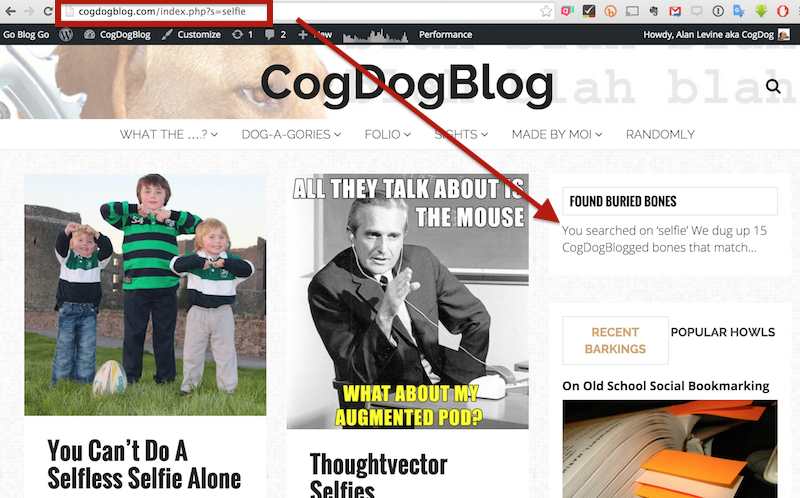 cogdogblog.com/index.php?s=selfie
Go Blog Go CogDogBlog Customize 1 2 New Performance Howdy, Alan Levine aka CogDog
blah blah
CogDogBlog
WHAT THE ....? DOG-A-GORIES FOLIO SIGHTS MADE BY MOI RANDOMLY
ALL THEY TALK ABOUT IS
THE MOUSE
WHAT ABOUT MY
AUGMENTED POD?
You Can't Do A
Selfless Selfie Alone
Thoughtvector
Selfies
FOUND BURIED BONES
You searched on 'selfie' We dug up 15
CogDogBlogged bones that match...
RECENT
BARKINGS
POPULAR HOWLS
On Old School Social Bookmarking